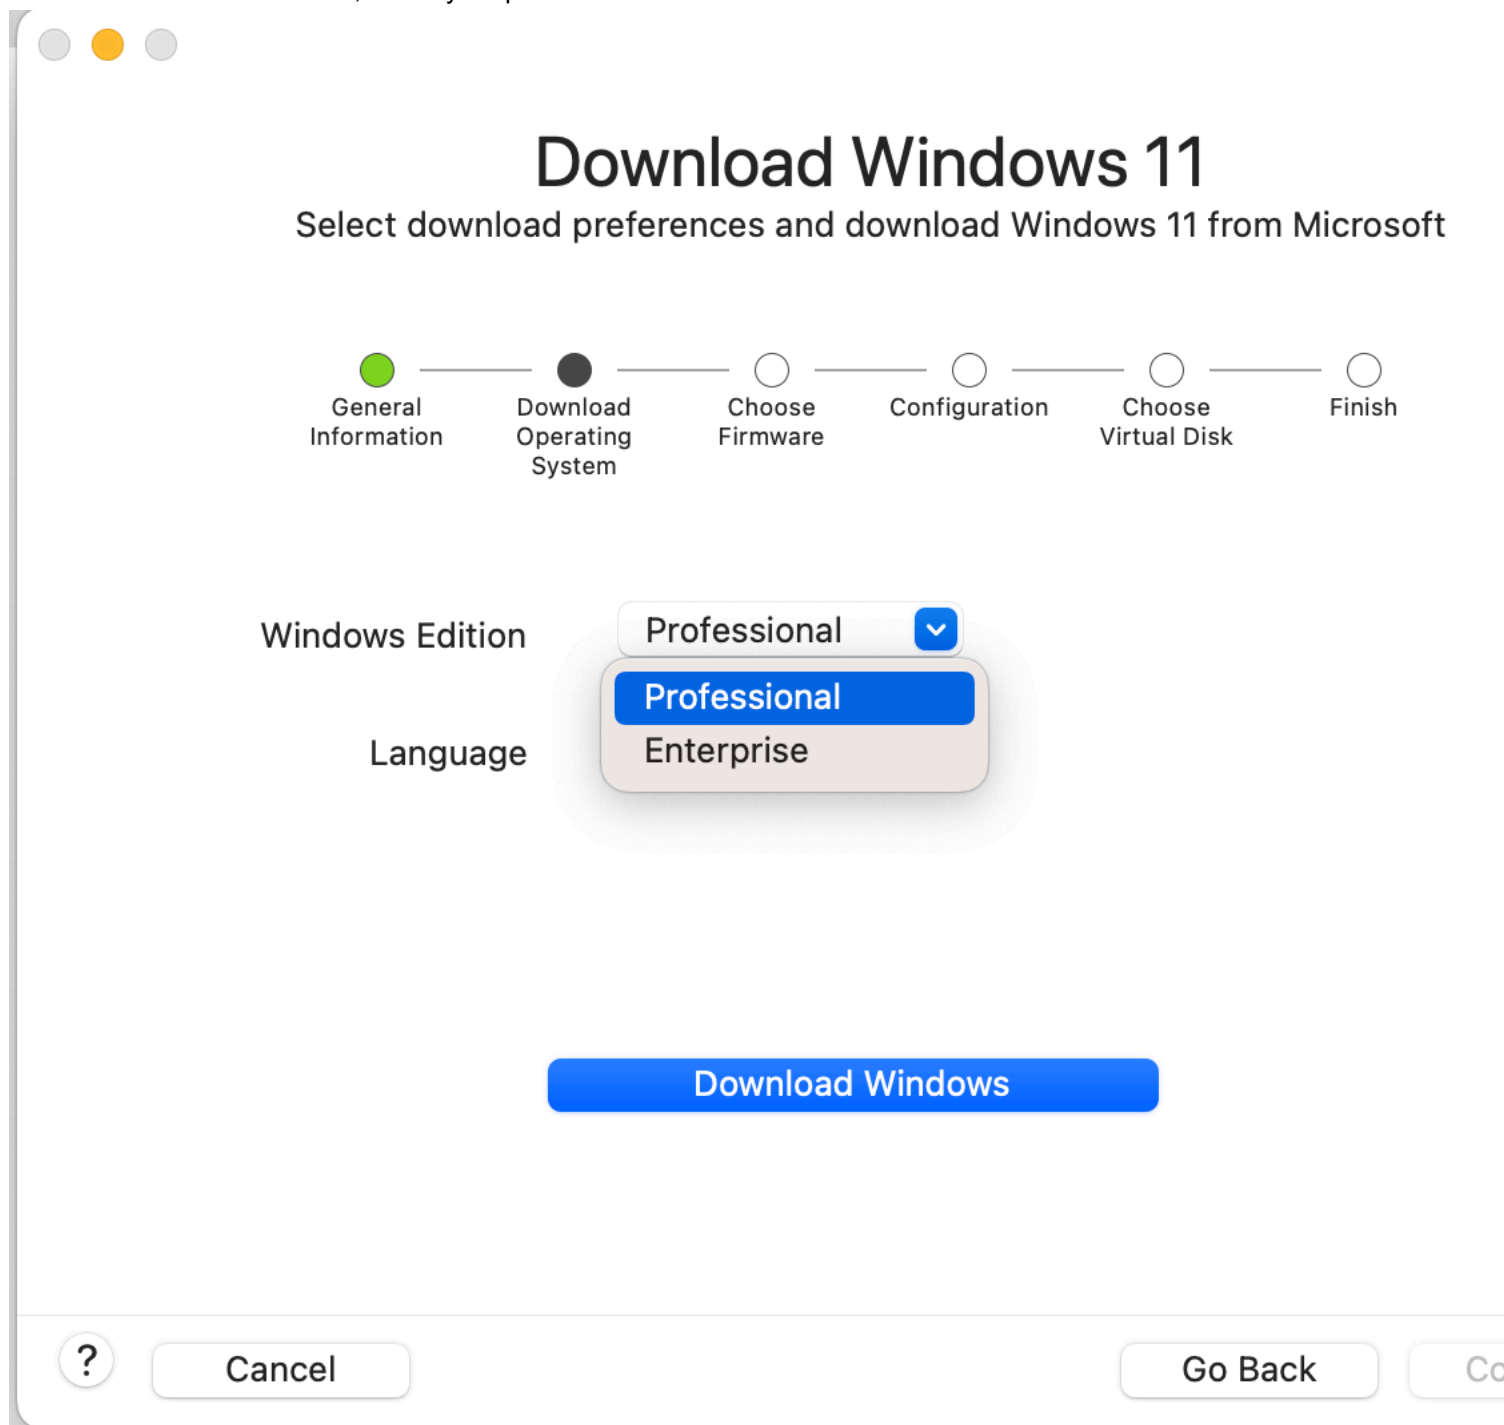 Download Windows 11
Select download preferences and download Windows 11 from Microsoft
General
Information
Download
Operating
System
Choose
Firmware
Configuration
Choose
Virtual Disk
Finish
Windows Edition
Professional
Professional
Enterprise
Language
Download Windows
?
Cancel
Go Back
Co